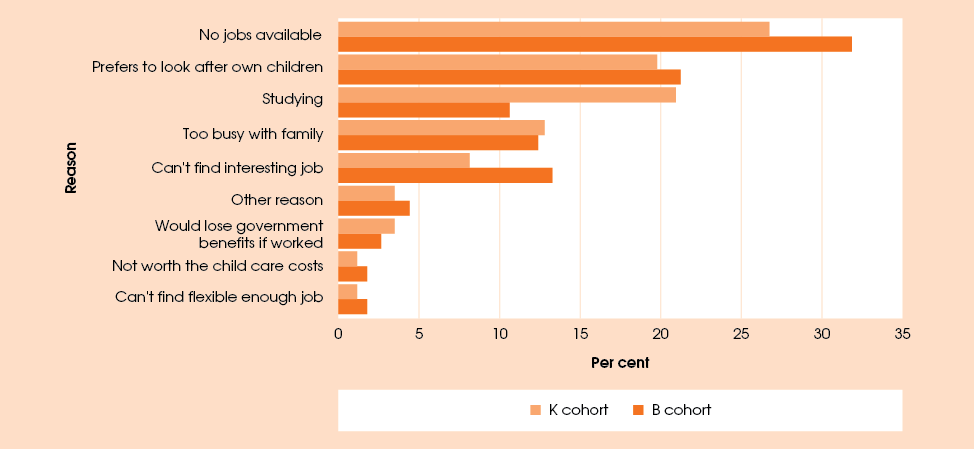 No jobs available
Prefers to look after own children
Studying
Too busy with family
Can't find interesting job
Other reason
Would lose government
benefits if worked
Not worth the child care costs
Can't find flexible enough job
Reason
0 5 10 15 20 25 30 35
Per cent
K cohort B cohort